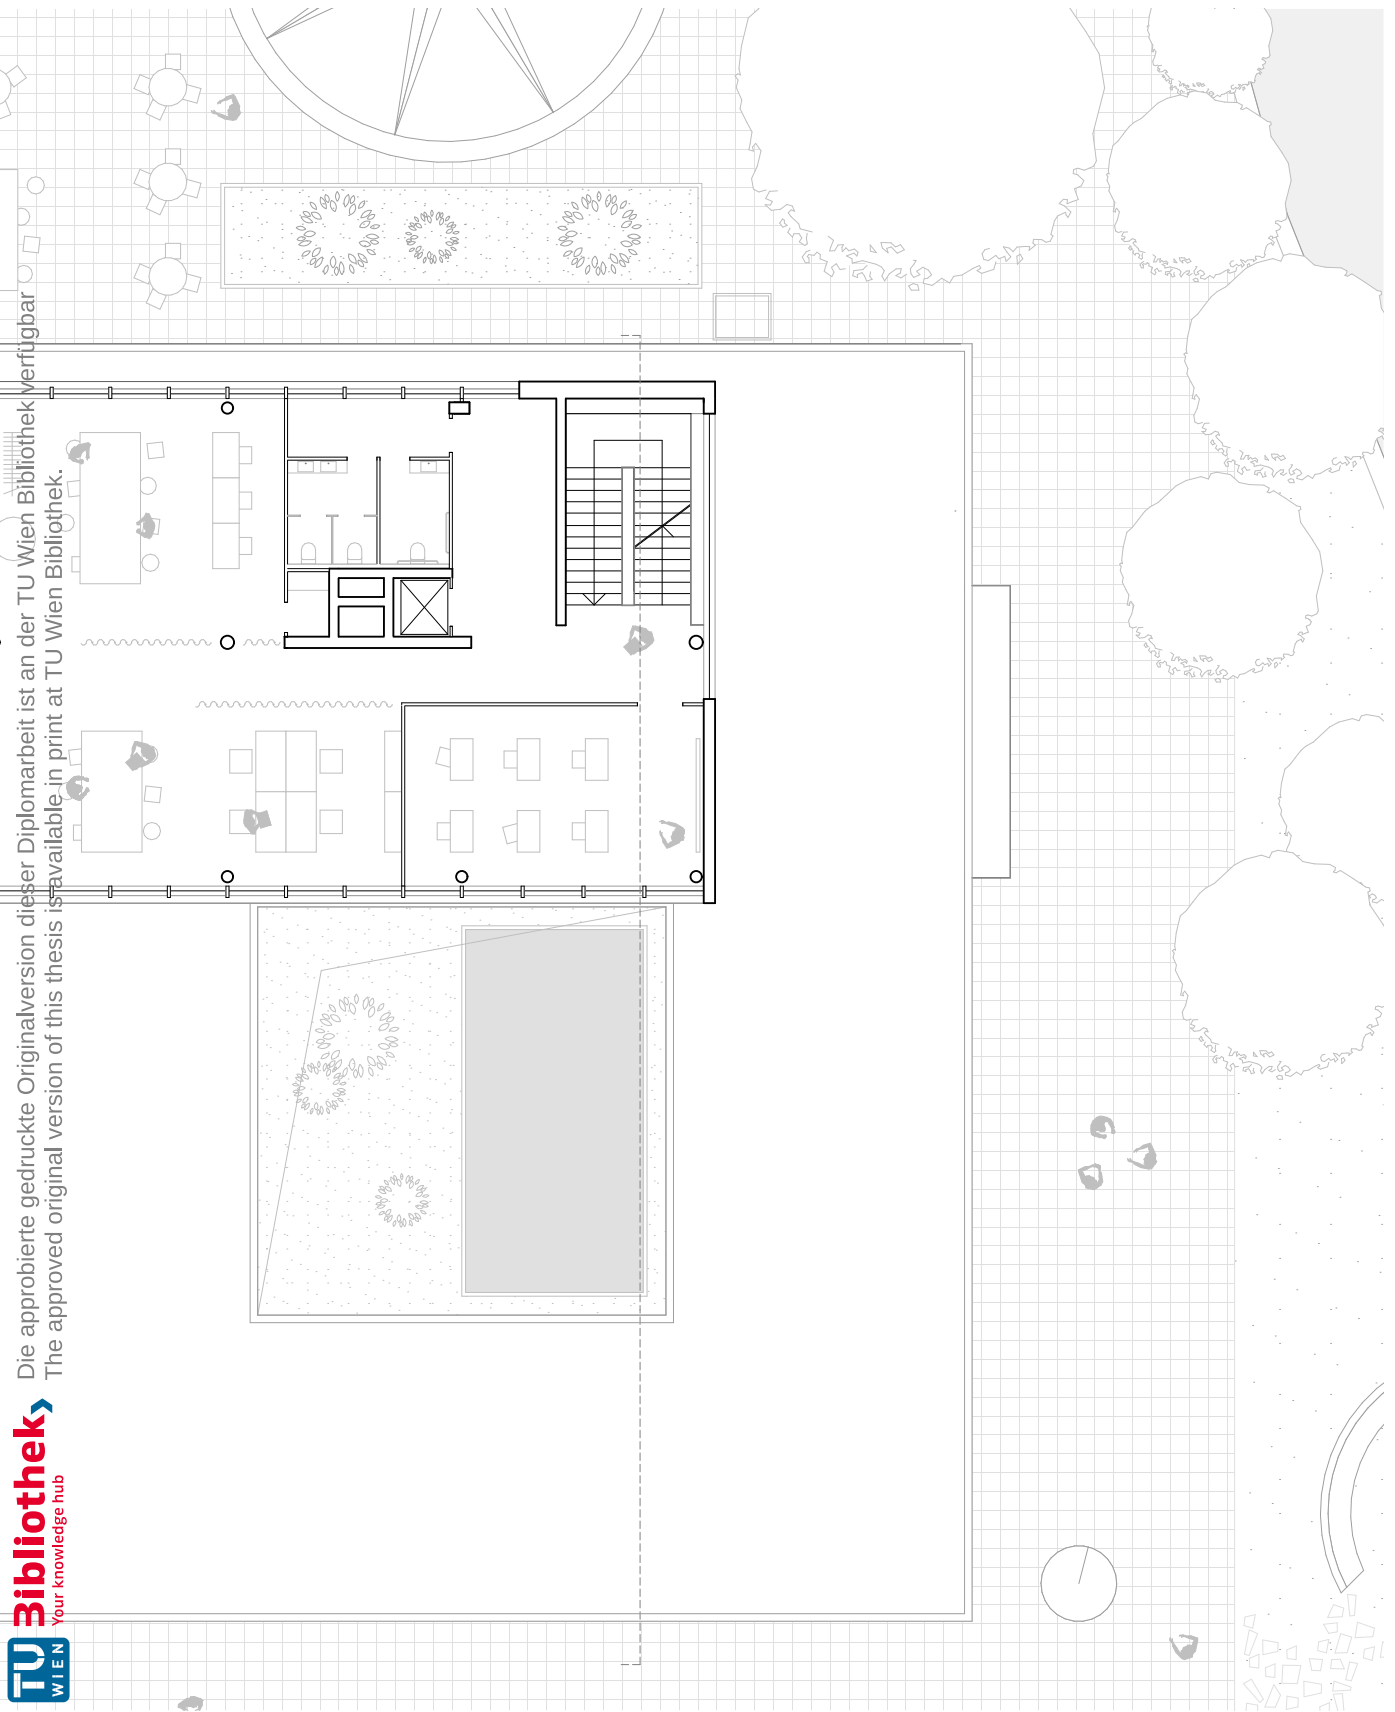 Die approbierte gedruckte Originalversion dieser Diplomarbeit ist an der TU Wien Bibliothek verfügbar
The approved original version of this thesis is available in print at TU Wien Bibliothek.
Bibliothek
Your knowledge hub
TU
WIEN